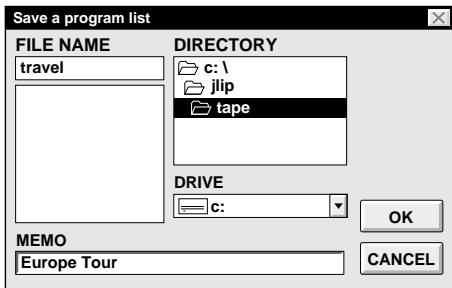 Save a program list
FILE NAME
travel
DIRECTORY
c: \
jlip
tape
DRIVE
c:
OK
MEMO
Europe Tour
CANCEL